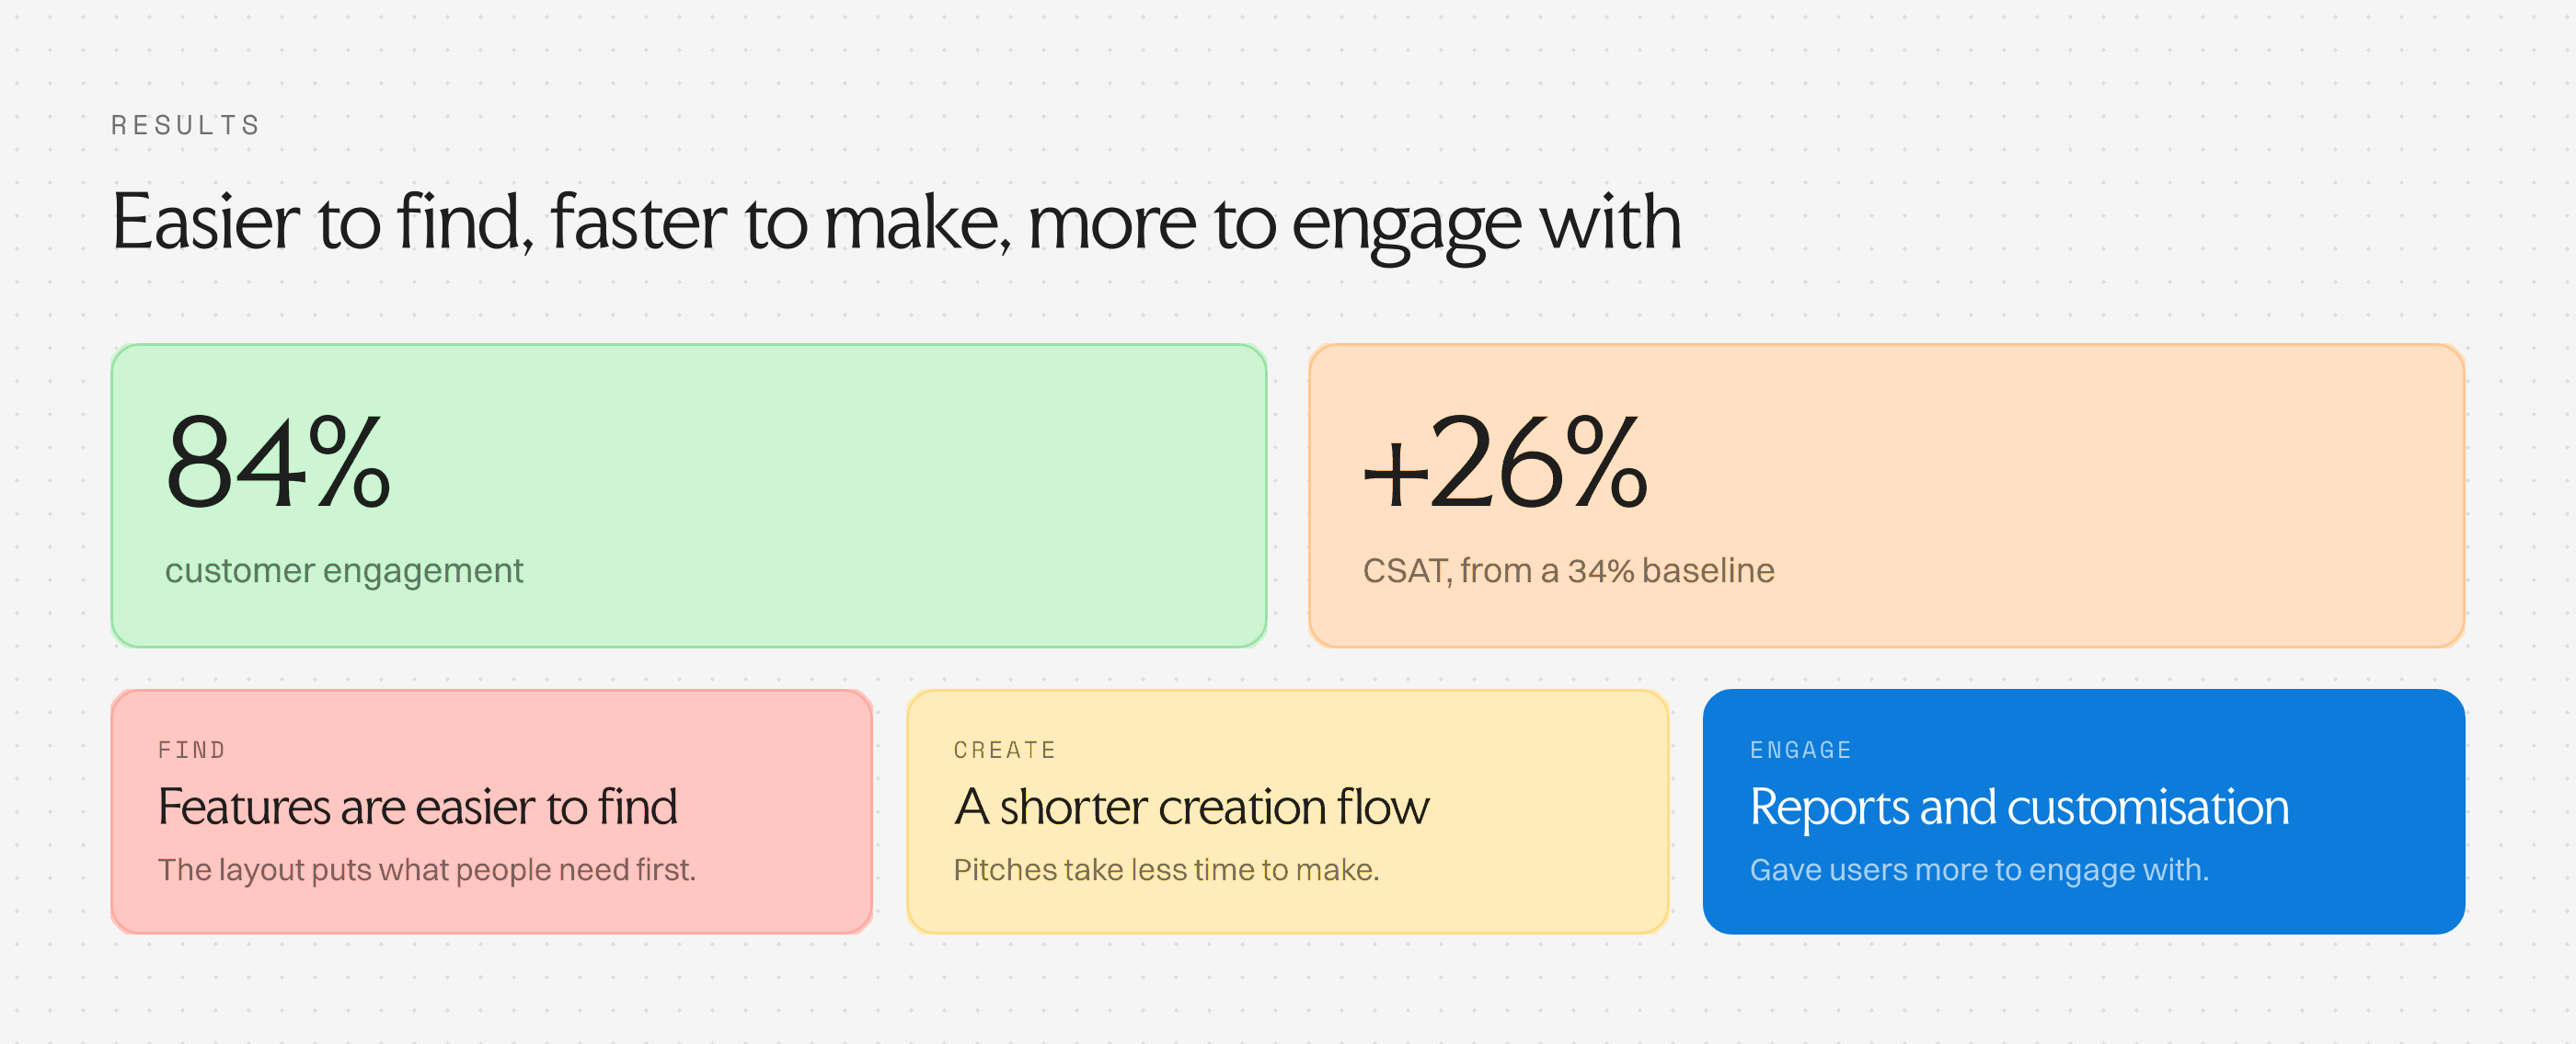 RESULTS
Easier to find, faster to make, more to engage with
84%
customer engagement
+26%
CSAT, from a 34% baseline
FIND
Features are easier to find
The layout puts what people need first.
CREATE
A shorter creation flow
Pitches take less time to make.
ENGAGE
Reports and customisation
Gave users more to engage with.